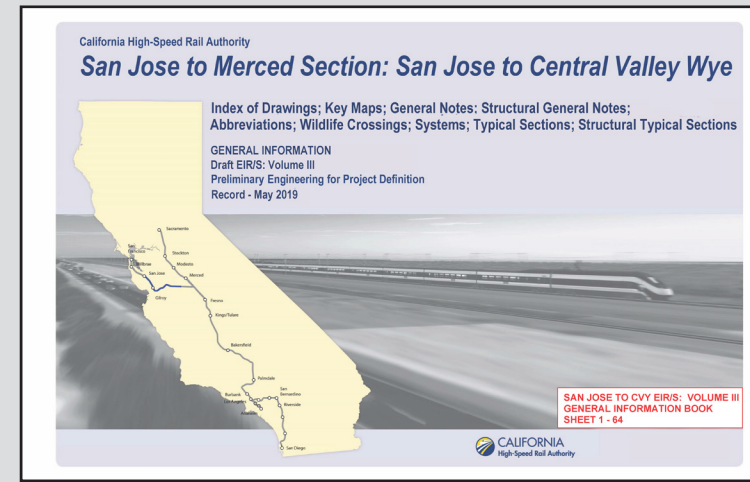 California High-Speed Rail Authority
San Jose to Merced Section: San Jose to Central Valley Wye
Index of Drawings; Key Maps; General Notes: Structural General Notes;
Abbreviations; Wildlife Crossings; Systems; Typical Sections; Structural Typical Sections
GENERAL INFORMATION
Draft EIR/S: Volume III
Preliminary Engineering for Project Definition
Record - May 2019
Sacramento
San
Francisco
Stockton
Modesto
Merced
San Jose
Gilroy
Fresno
Kings/Tulare
Bakersfield
Palmdale
Burbank
Los Angeles
Anaheim
San
Bernardino
Riverside
San Diego
SAN JOSE TO CVY EIR/S: VOLUME III
GENERAL INFORMATION BOOK
SHEET 1 - 64
CALIFORNIA
High-Speed Rail Authority